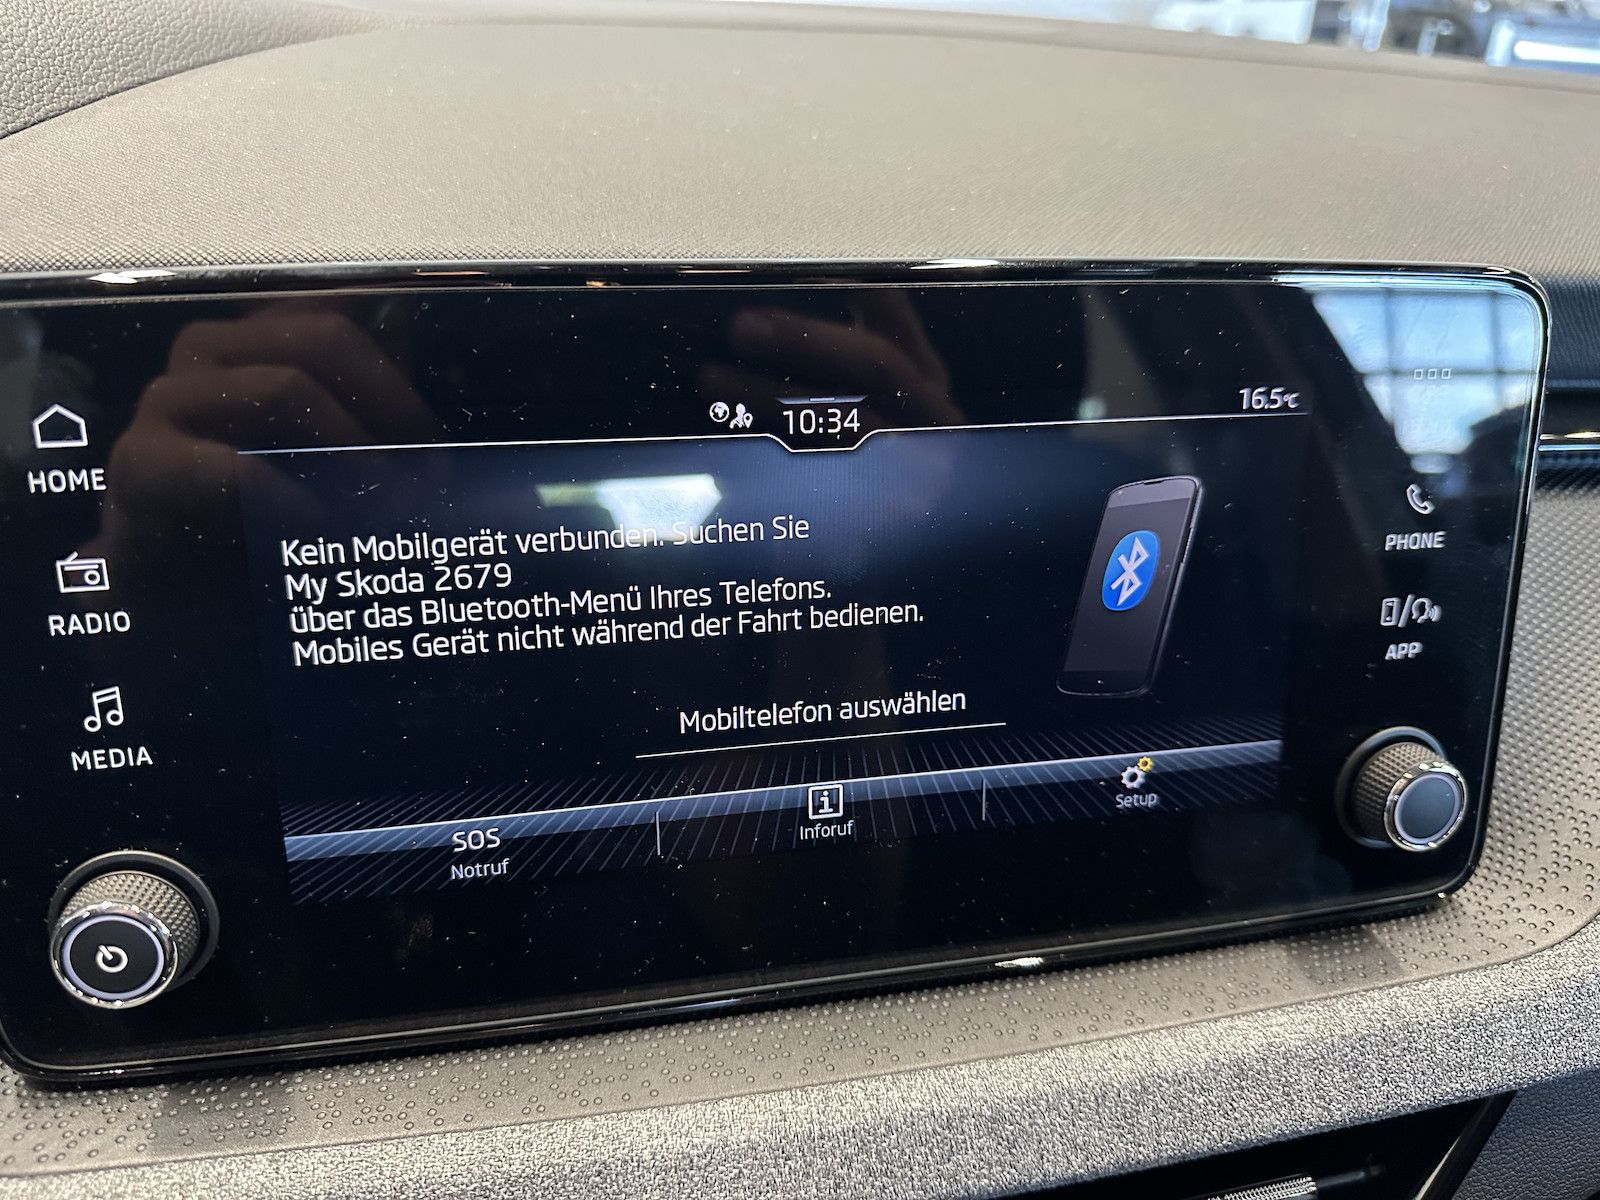 10:34
16.5°C
HOME
RADIO
MEDIA
Kein Mobilgerät verbunden. Suchen Sie
My Skoda 2679
über das Bluetooth-Menü Ihres Telefons.
Mobiles Gerät nicht während der Fahrt bedienen.
Mobiltelefon auswählen
SOS
Notruf
Inforuf
Setup
PHONE
APP